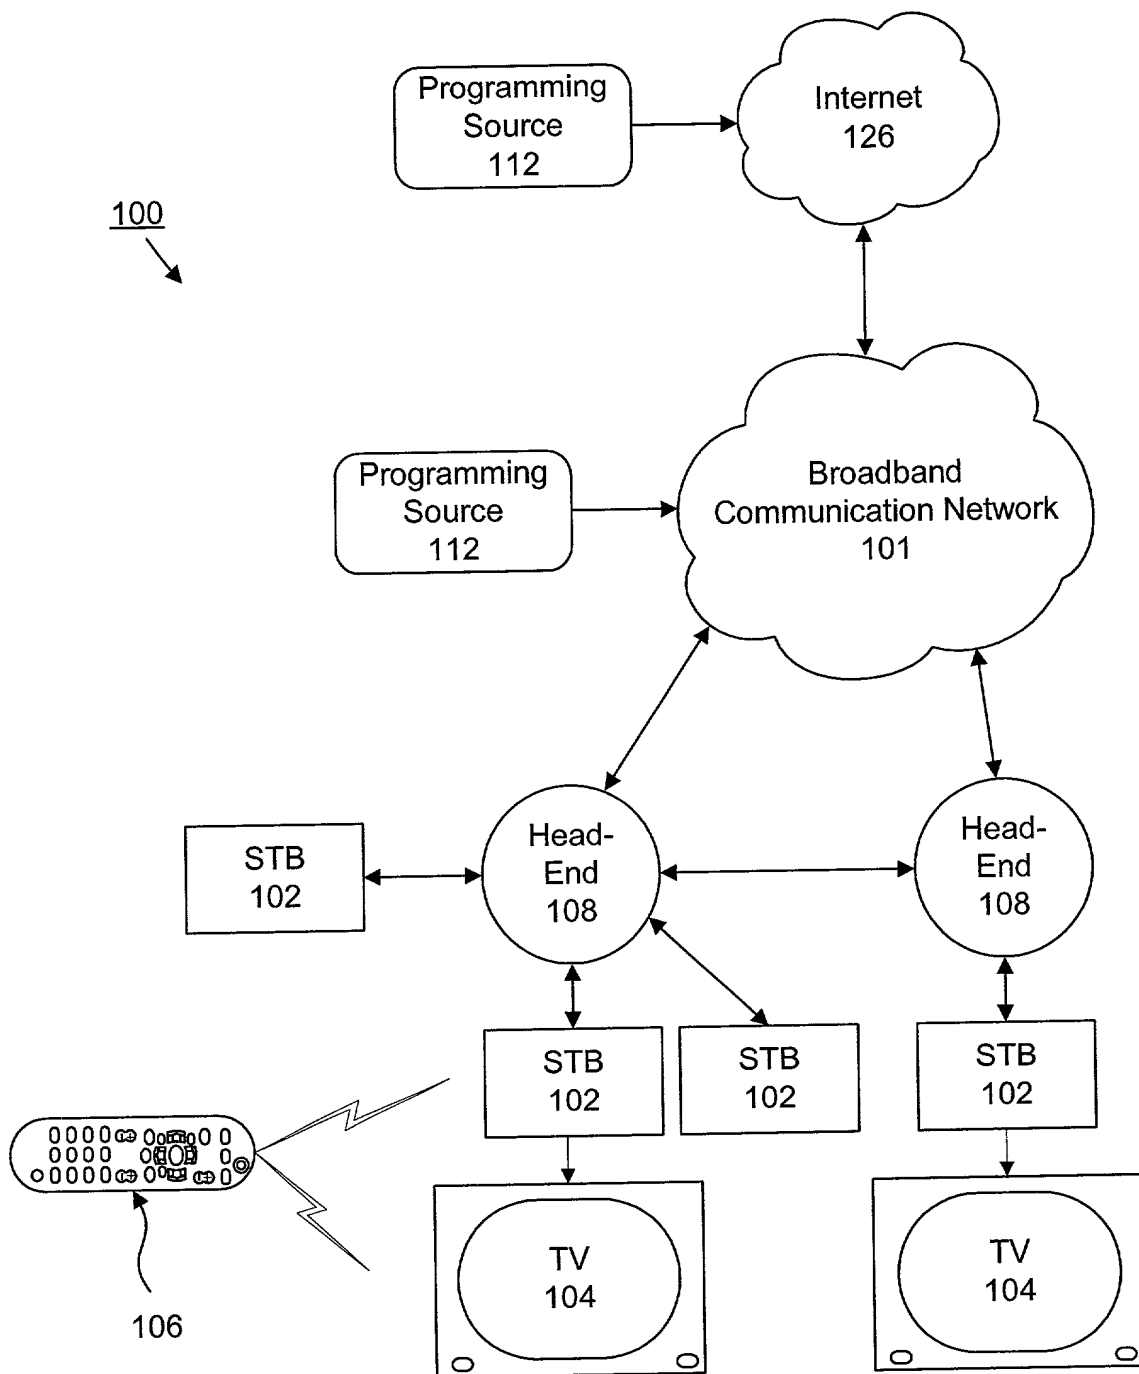 Programming
Source
112
Internet
126
100
Programming
Source
112
Broadband
Communication Network
101
Head-
End
108
Head-
End
108
STB
102
STB
102
STB
102
STB
102
TV
104
TV
104
106